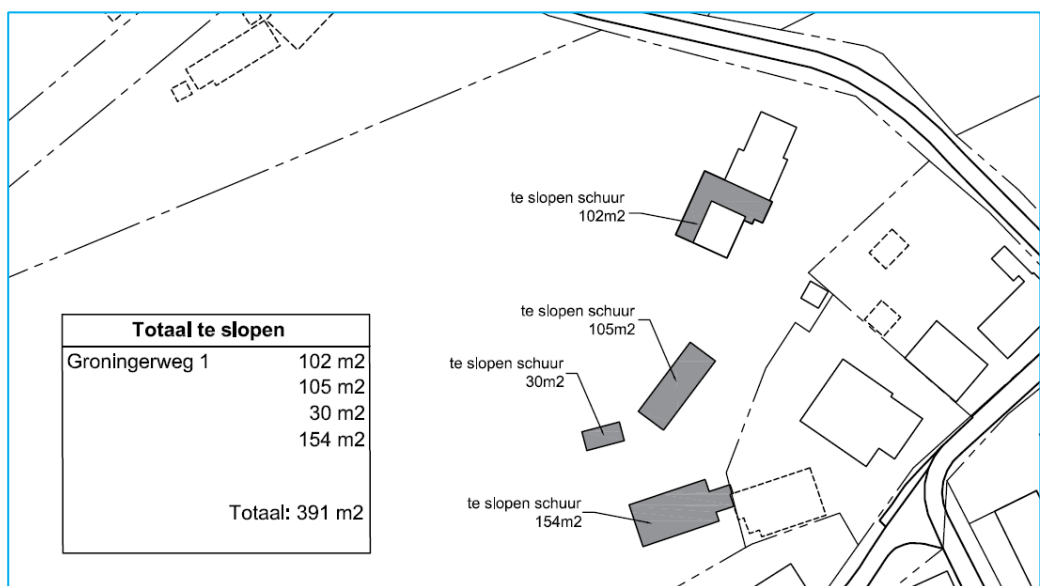 te slopen schuur
102m2
te slopen schuur
105m2
te slopen schuur
30m2
te slopen schuur
154m2
Totaal te slopen
Groningerweg 1 102 m2
105 m2
30 m2
154 m2
Totaal: 391 m2